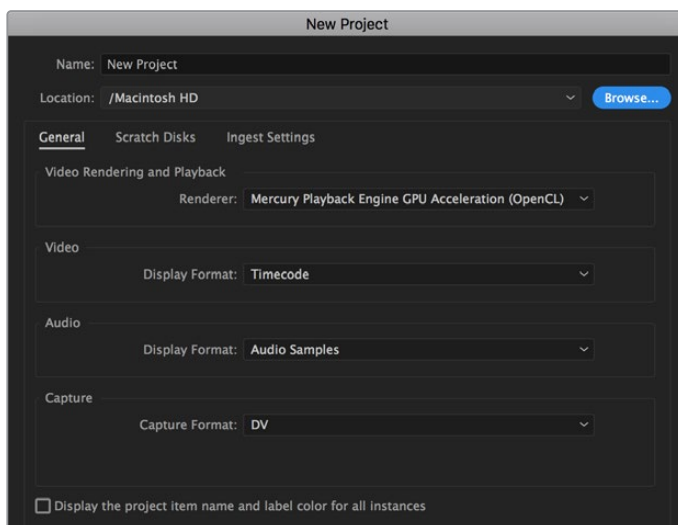 New Project
Name: New Project
Location: /Macintosh HD Browse...
General Scratch Disks Ingest Settings
Video Rendering and Playback
Renderer: Mercury Playback Engine GPU Acceleration (OpenCL)
Video
Display Format: Timecode
Audio
Display Format: Audio Samples
Capture
Capture Format: DV
Display the project item name and label color for all instances